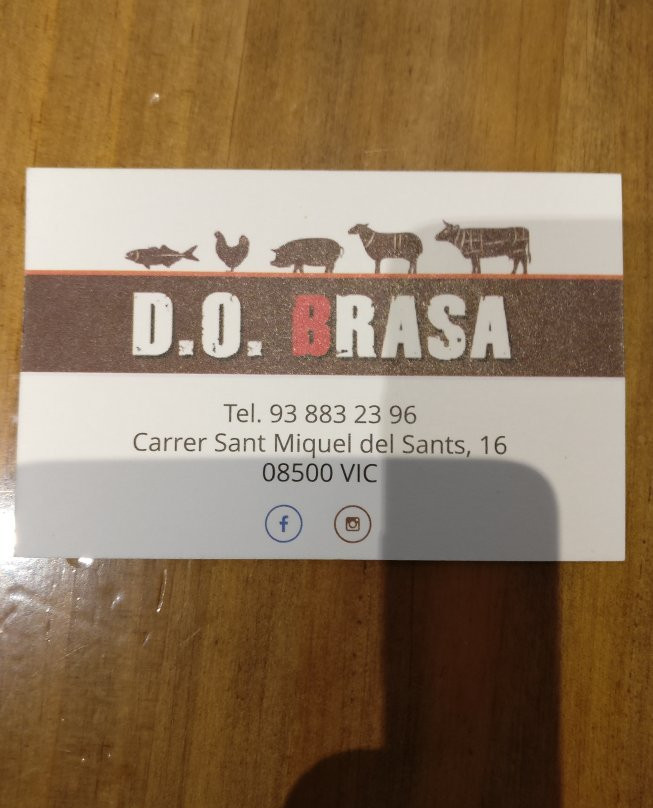 D.O. BRASA
Tel. 93 883 23 96
Carrer Sant Miquel del Sants, 16
08500 VIC
f